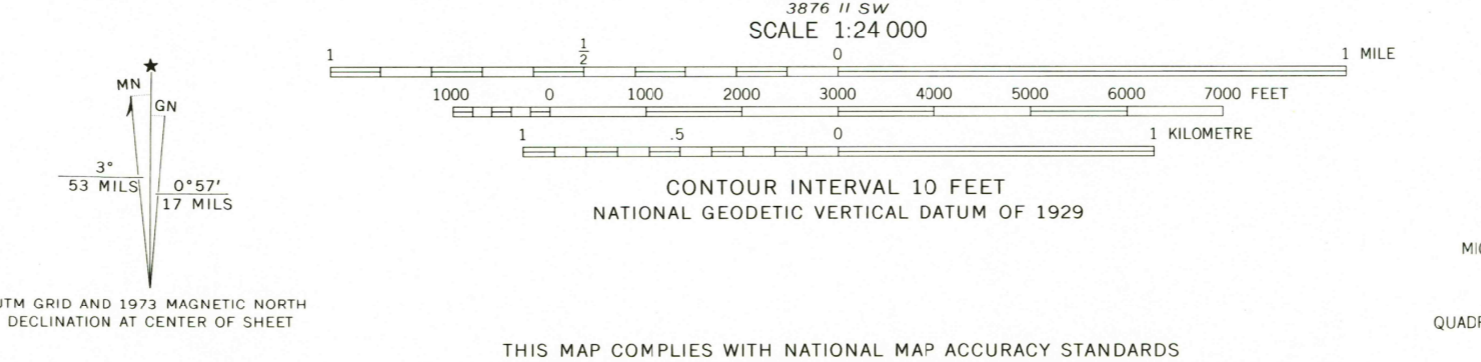 3876 II SW
SCALE 1:24 000
1 1/2 0 1 MILE
1000 0 1000 2000 3000 4000 5000 6000 7000 FEET
1 .5 0 1 KILOMETRE
CONTOUR INTERVAL 10 FEET
NATIONAL GEODETIC VERTICAL DATUM OF 1929
★
MN
GN
3°
53 MILS
0°57′
17 MILS
UTM GRID AND 1973 MAGNETIC NORTH
DECLINATION AT CENTER OF SHEET
THIS MAP COMPLIES WITH NATIONAL MAP ACCURACY STANDARDS